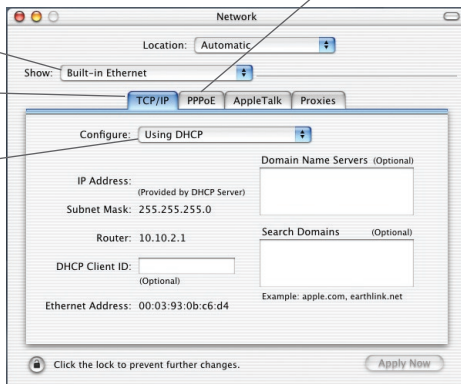 Network
Location: Automatic
Show: Built-in Ethernet
TCP/IP PPPoE AppleTalk Proxies
Configure: Using DHCP
Domain Name Servers (Optional)
IP Address:
(Provided by DHCP Server)
Subnet Mask: 255.255.255.0
Router: 10.10.2.1
Search Domains (Optional)
DHCP Client ID:
(Optional)
Example: apple.com, earthlink.net
Ethernet Address: 00:03:93:0b:c6:d4
Click the lock to prevent further changes.
Apply Now